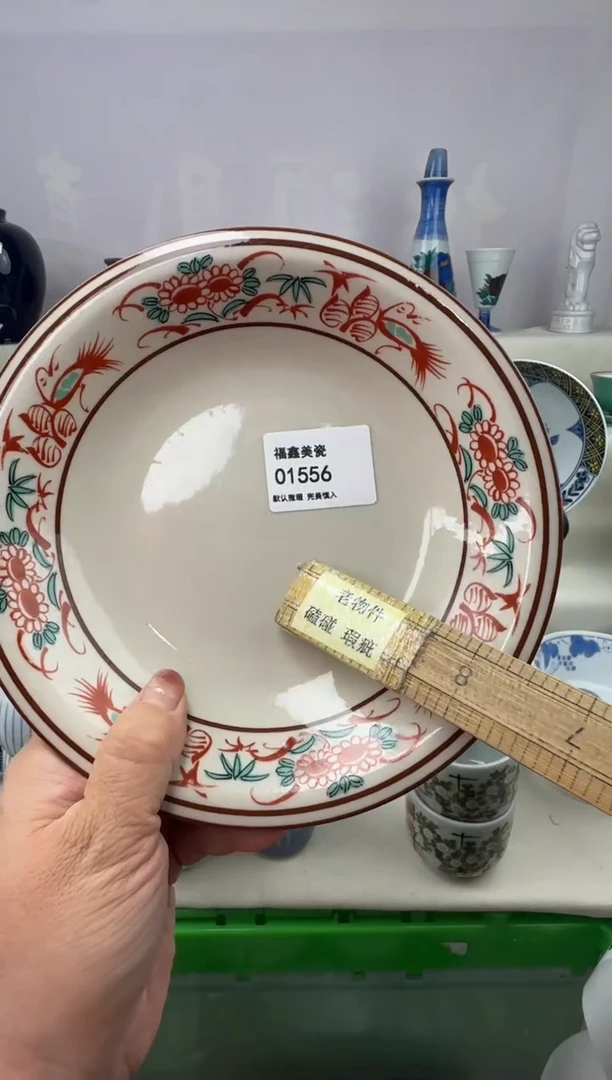 福鑫美瓷
01556
默认微瑕 完美慎入
老物件
磕碰 瑕疵
8
7